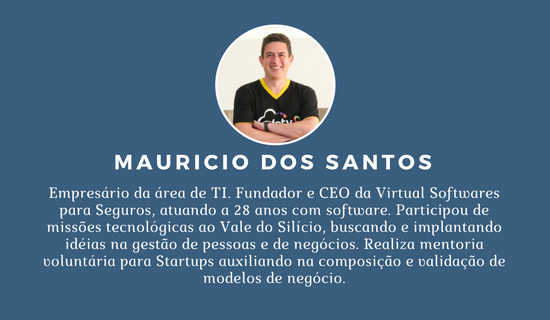 MAURICIO DOS SANTOS
Empresário da área de TI. Fundador e CEO da Virtual Softwares
para Seguros, atuando a 28 anos com software. Participou de
missões tecnológicas ao Vale do Silício, buscando e implantando
idéias na gestão de pessoas e de negócios. Realiza mentoria
voluntária para Startups auxiliando na composição e validação de
modelos de negócio.